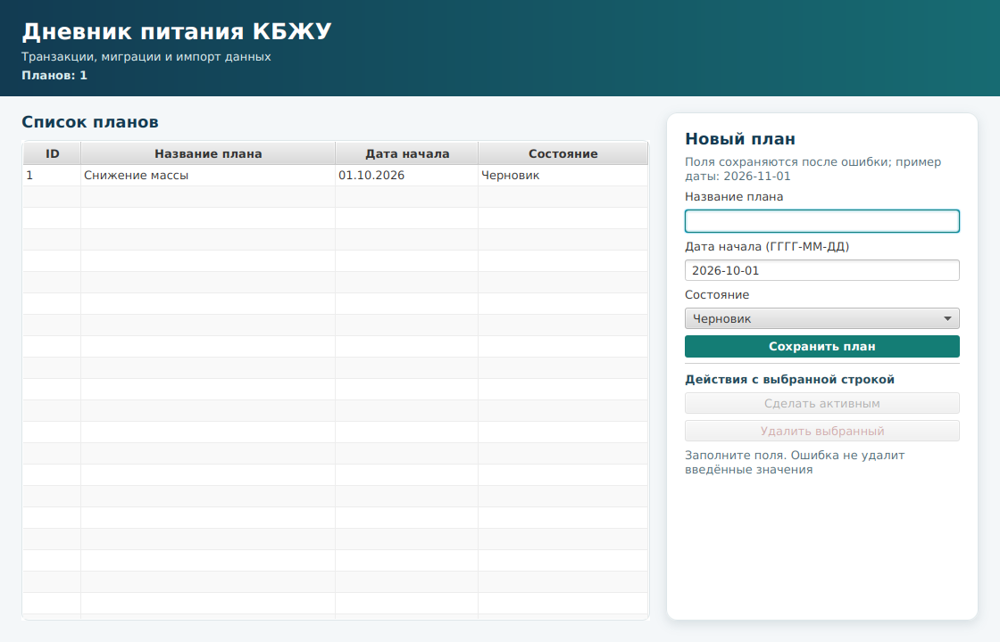 Дневник питания КБЖУ
Транзакции, миграции и импорт данных
Планов: 1
Список планов
ID Название плана Дата начала Состояние
1 Снижение массы 01.10.2026 Черновик
Новый план
Поля сохраняются после ошибки; пример
даты: 2026-11-01
Название плана
Дата начала (ГГГГ-ММ-ДД)
2026-10-01
Состояние
Черновик
Сохранить план
Действия с выбранной строкой
Сделать активным
Удалить выбранный
Заполните поля. Ошибка не удалит
введённые значения